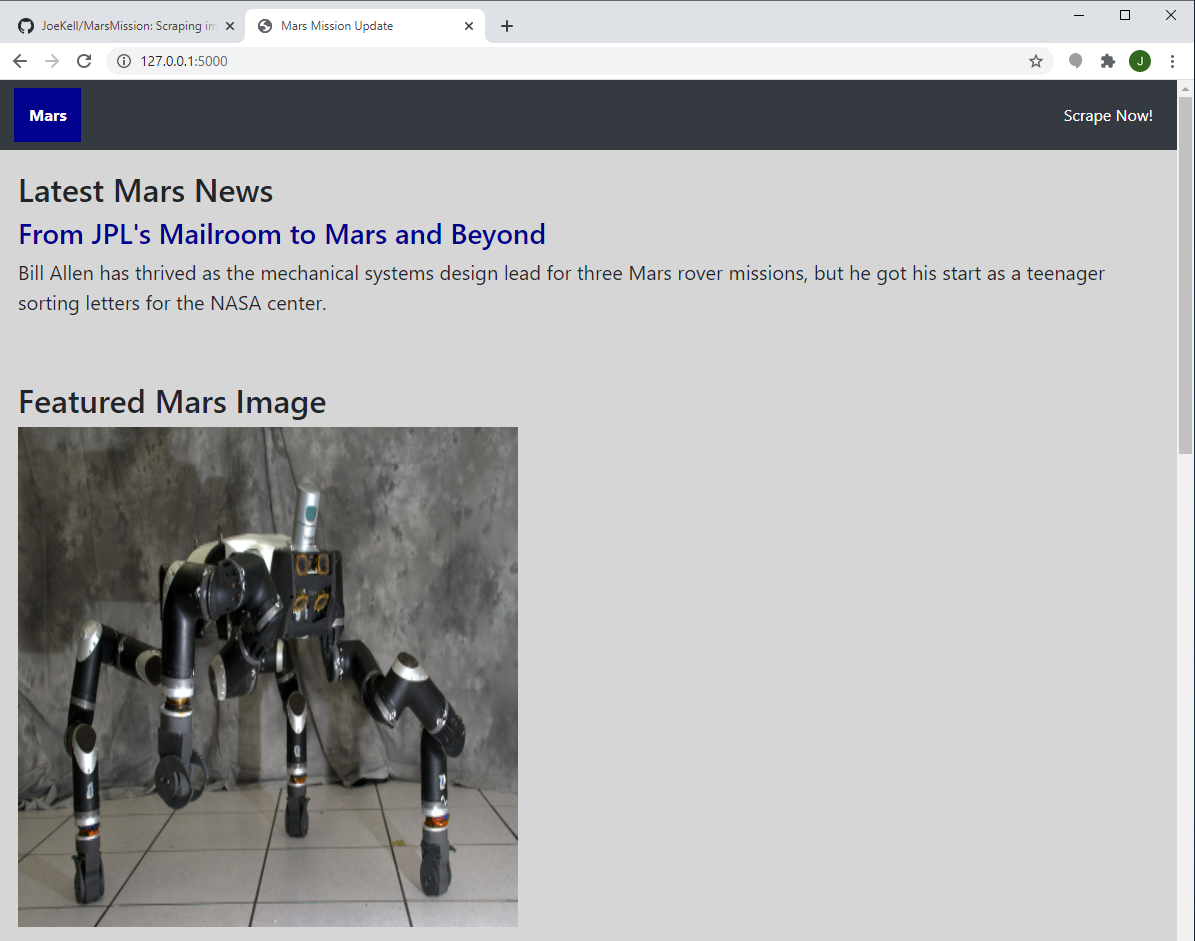 JoeKell/MarsMission: Scraping im
Mars Mission Update
127.0.0.1:5000
J
Mars
Scrape Now!
Latest Mars News
From JPL's Mailroom to Mars and Beyond
Bill Allen has thrived as the mechanical systems design lead for three Mars rover missions, but he got his start as a teenager
sorting letters for the NASA center.
Featured Mars Image